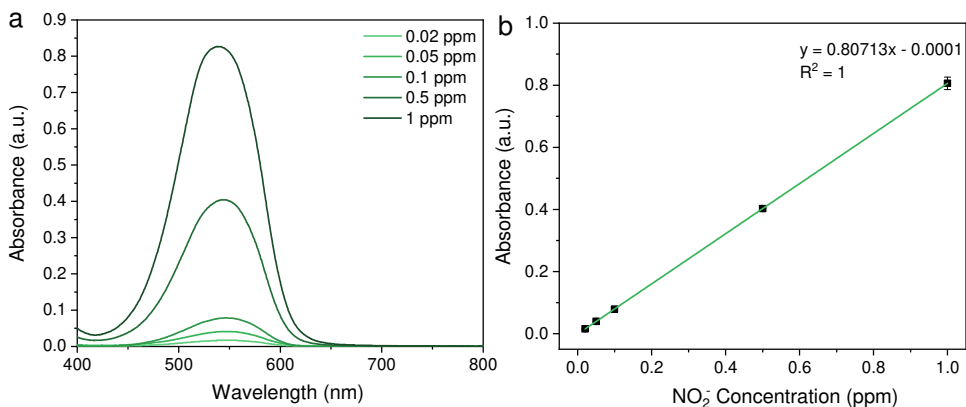 a
0.9
0.8
0.7
0.6
0.5
0.4
0.3
0.2
0.1
0.0
Absorbance (a.u.)
0.02 ppm
0.05 ppm
0.1 ppm
0.5 ppm
1 ppm
400
500
600
700
800
Wavelength (nm)
b
1.0
0.8
0.6
0.4
0.2
0.0
Absorbance (a.u.)
y = 0.80713x - 0.0001
R² = 1
0.0
0.2
0.4
0.6
0.8
1.0
NO₂⁻ Concentration (ppm)